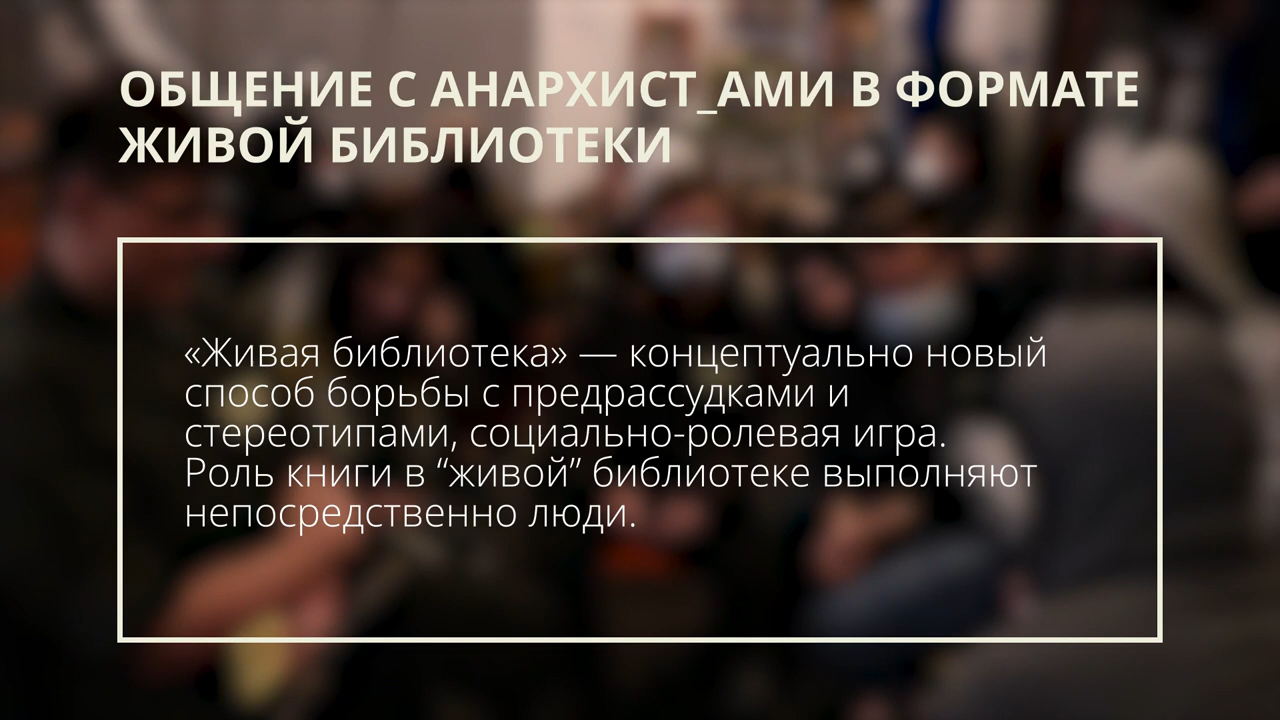 ОБЩЕНИЕ С АНАРХИСТ_АМИ В ФОРМАТЕ
ЖИВОЙ БИБЛИОТЕКИ
«Живая библиотека» — концептуально новый
способ борьбы с предрассудками и
стереотипами, социально-ролевая игра.
Роль книги в “живой” библиотеке выполняют
непосредственно люди.